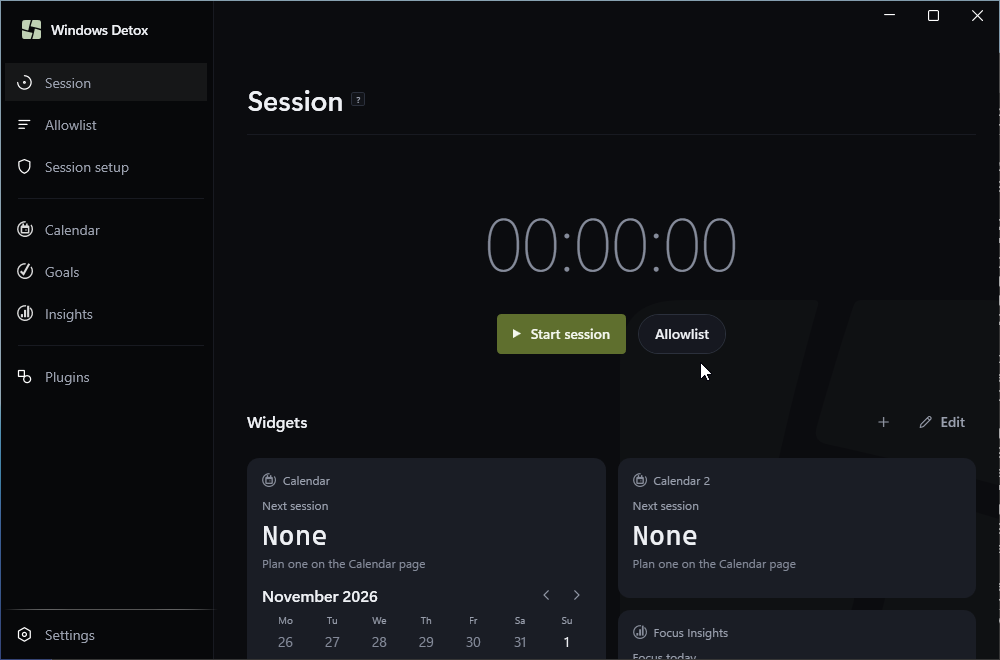 Windows Detox
Session
Allowlist
Session setup
Calendar
Goals
Insights
Plugins
Settings
Session ?
00:00:00
Start session
Allowlist
Widgets
+ Edit
Calendar
Next session
None
Plan one on the Calendar page
November 2026
Mo Tu We Th Fr Sa Su
26 27 28 29 30 31 1
Calendar 2
Next session
None
Plan one on the Calendar page
Focus Insights
Focus today